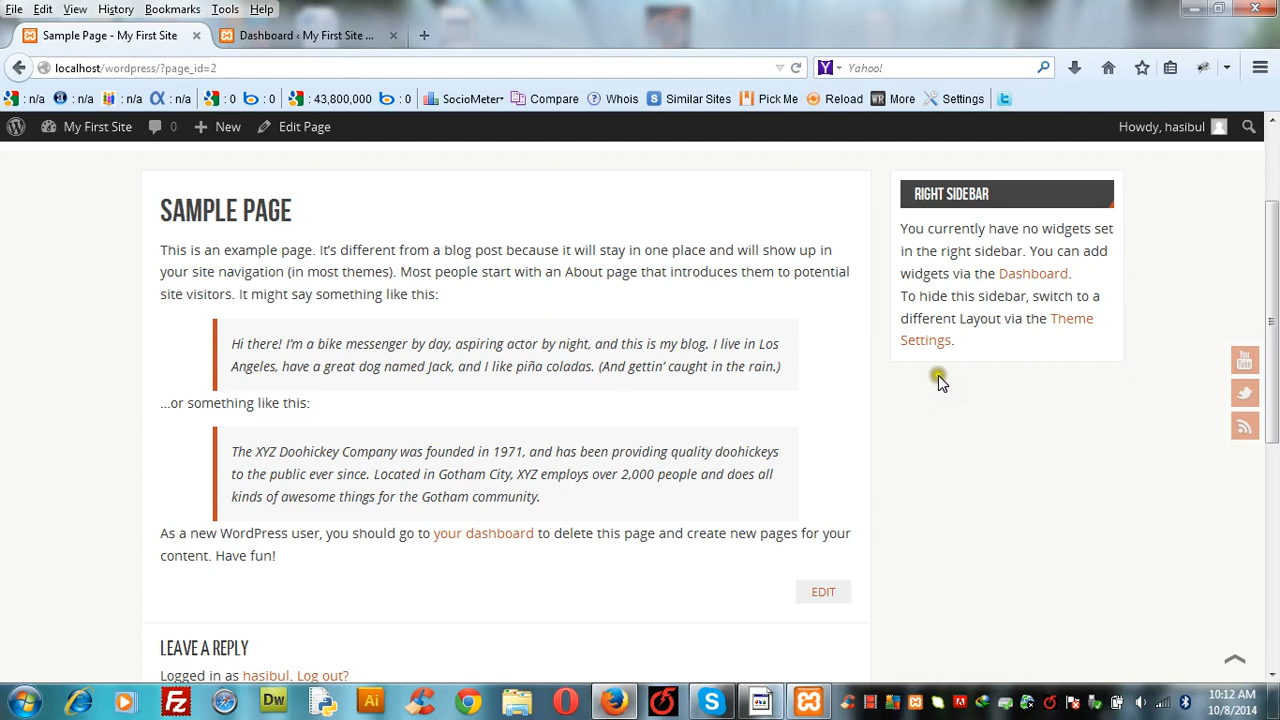 File Edit View History Bookmarks Tools Help
Sample Page - My First Site × Dashboard ‹ My First Site ... × +
localhost/wordpress/?page_id=2 Yahoo!
: n/a : n/a : n/a : n/a : 0 : 0 : 43,800,000 : 0 SocioMeter Compare Whois Similar Sites Pick Me Reload WR More Settings
My First Site 0 New Edit Page Howdy, hasibul
SAMPLE PAGE
This is an example page. It's different from a blog post because it will stay in one place and will show up in
your site navigation (in most themes). Most people start with an About page that introduces them to potential
site visitors. It might say something like this:
Hi there! I'm a bike messenger by day, aspiring actor by night, and this is my blog. I live in Los
Angeles, have a great dog named Jack, and I like piña coladas. (And gettin' caught in the rain.)
...or something like this:
The XYZ Doohickey Company was founded in 1971, and has been providing quality doohickeys
to the public ever since. Located in Gotham City, XYZ employs over 2,000 people and does all
kinds of awesome things for the Gotham community.
As a new WordPress user, you should go to your dashboard to delete this page and create new pages for your
content. Have fun!
EDIT
LEAVE A REPLY
Logged in as hasibul. Log out?
RIGHT SIDEBAR
You currently have no widgets set
in the right sidebar. You can add
widgets via the Dashboard.
To hide this sidebar, switch to a
different Layout via the Theme
Settings.
You
Tube
Dw Ai
10:12 AM
10/8/2014